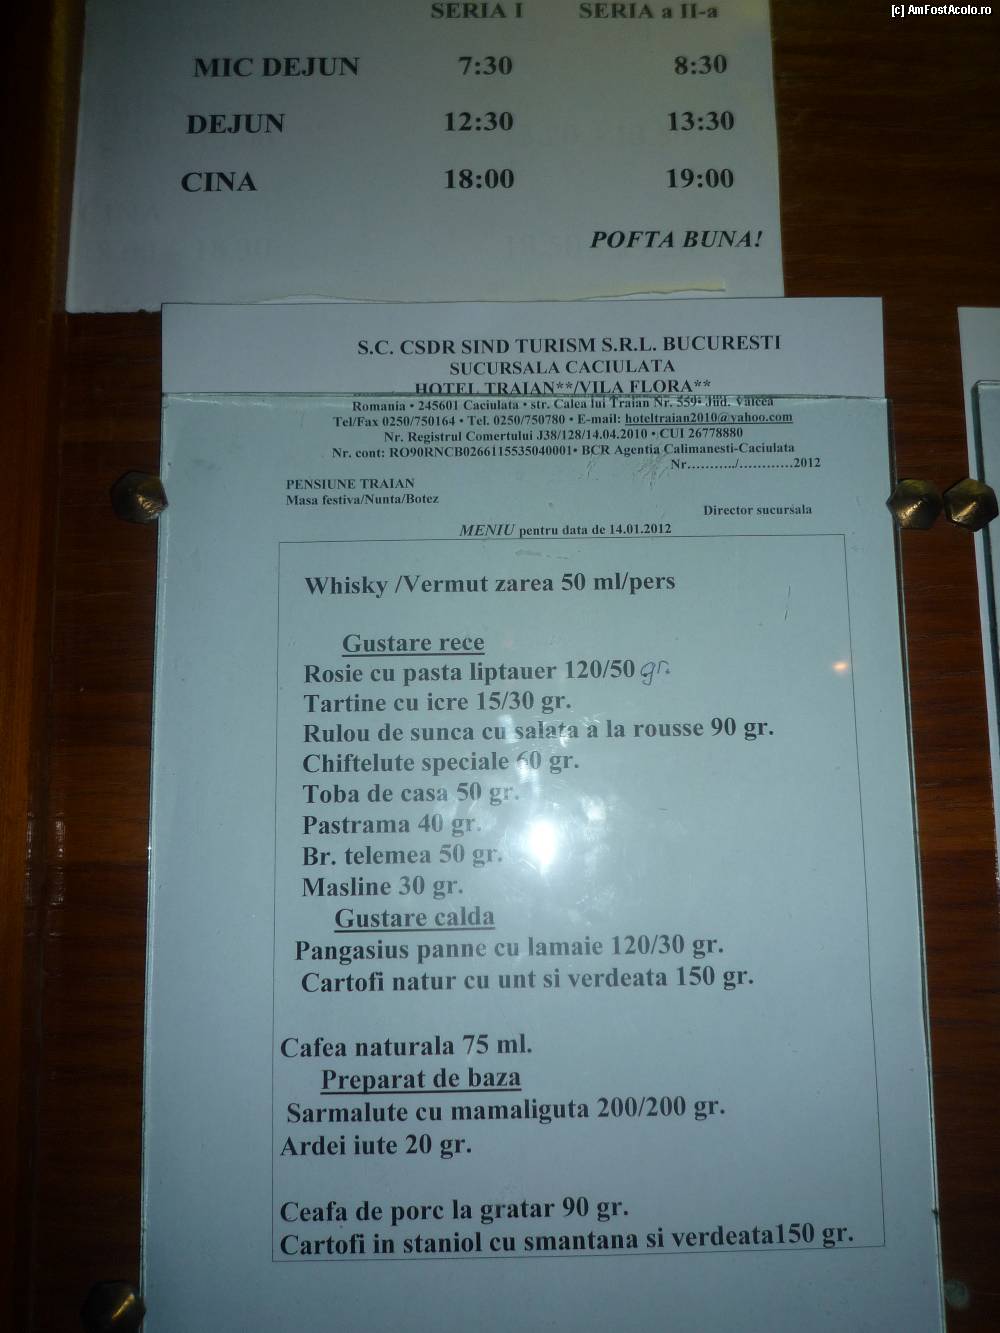 [c] AmFostAcolo.ro
SERIA I SERIA a II-a
MIC DEJUN 7:30 8:30
DEJUN 12:30 13:30
CINA 18:00 19:00
POFTA BUNA!
S.C. CSDR SIND TURISM S.R.L. BUCURESTI
SUCURSALA CACIULATA
HOTEL TRAIAN**/VILA FLORA**
Romania • 245601 Caciulata • str. Calea lui Traian Nr. 559• Jud. Valcea
Tel/Fax 0250/750164 • Tel. 0250/750780 • E-mail: hoteltraian2010@yahoo.com
Nr. Registrul Comertului J38/128/14.04.2010 • CUI 26778880
Nr. cont: RO90RNCB0266115535040001• BCR Agentia Calimanesti-Caciulata
Nr.........../............2012
PENSIUNE TRAIAN
Masa festiva/Nunta/Botez
Director sucursala
MENIU pentru data de 14.01.2012
Whisky /Vermut zarea 50 ml/pers
Gustare rece
Rosie cu pasta liptauer 120/50 gr.
Tartine cu icre 15/30 gr.
Rulou de sunca cu salata a la rousse 90 gr.
Chiftelute speciale 60 gr.
Toba de casa 50 gr.
Pastrama 40 gr.
Br. telemea 50 gr.
Masline 30 gr.
Gustare calda
Pangasius panne cu lamaie 120/30 gr.
Cartofi natur cu unt si verdeata 150 gr.
Cafea naturala 75 ml.
Preparat de baza
Sarmalute cu mamaliguta 200/200 gr.
Ardei iute 20 gr.
Ceafa de porc la gratar 90 gr.
Cartofi in staniol cu smantana si verdeata150 gr.